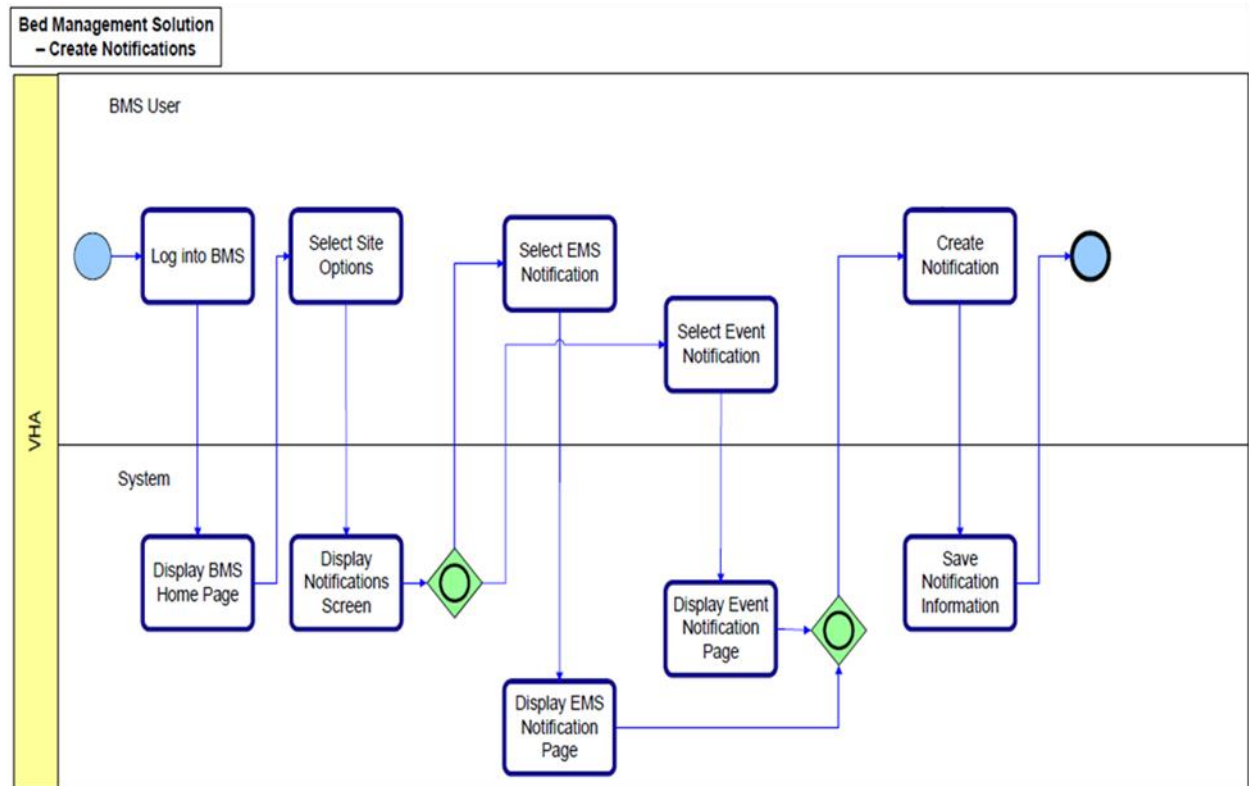 Bed Management Solution
– Create Notifications
VHA
BMS User
Log into BMS
Select Site
Options
Select EMS
Notification
Select Event
Notification
Create
Notification
System
Display BMS
Home Page
Display
Notifications
Screen
Display Event
Notification
Page
Display EMS
Notification
Page
Save
Notification
Information